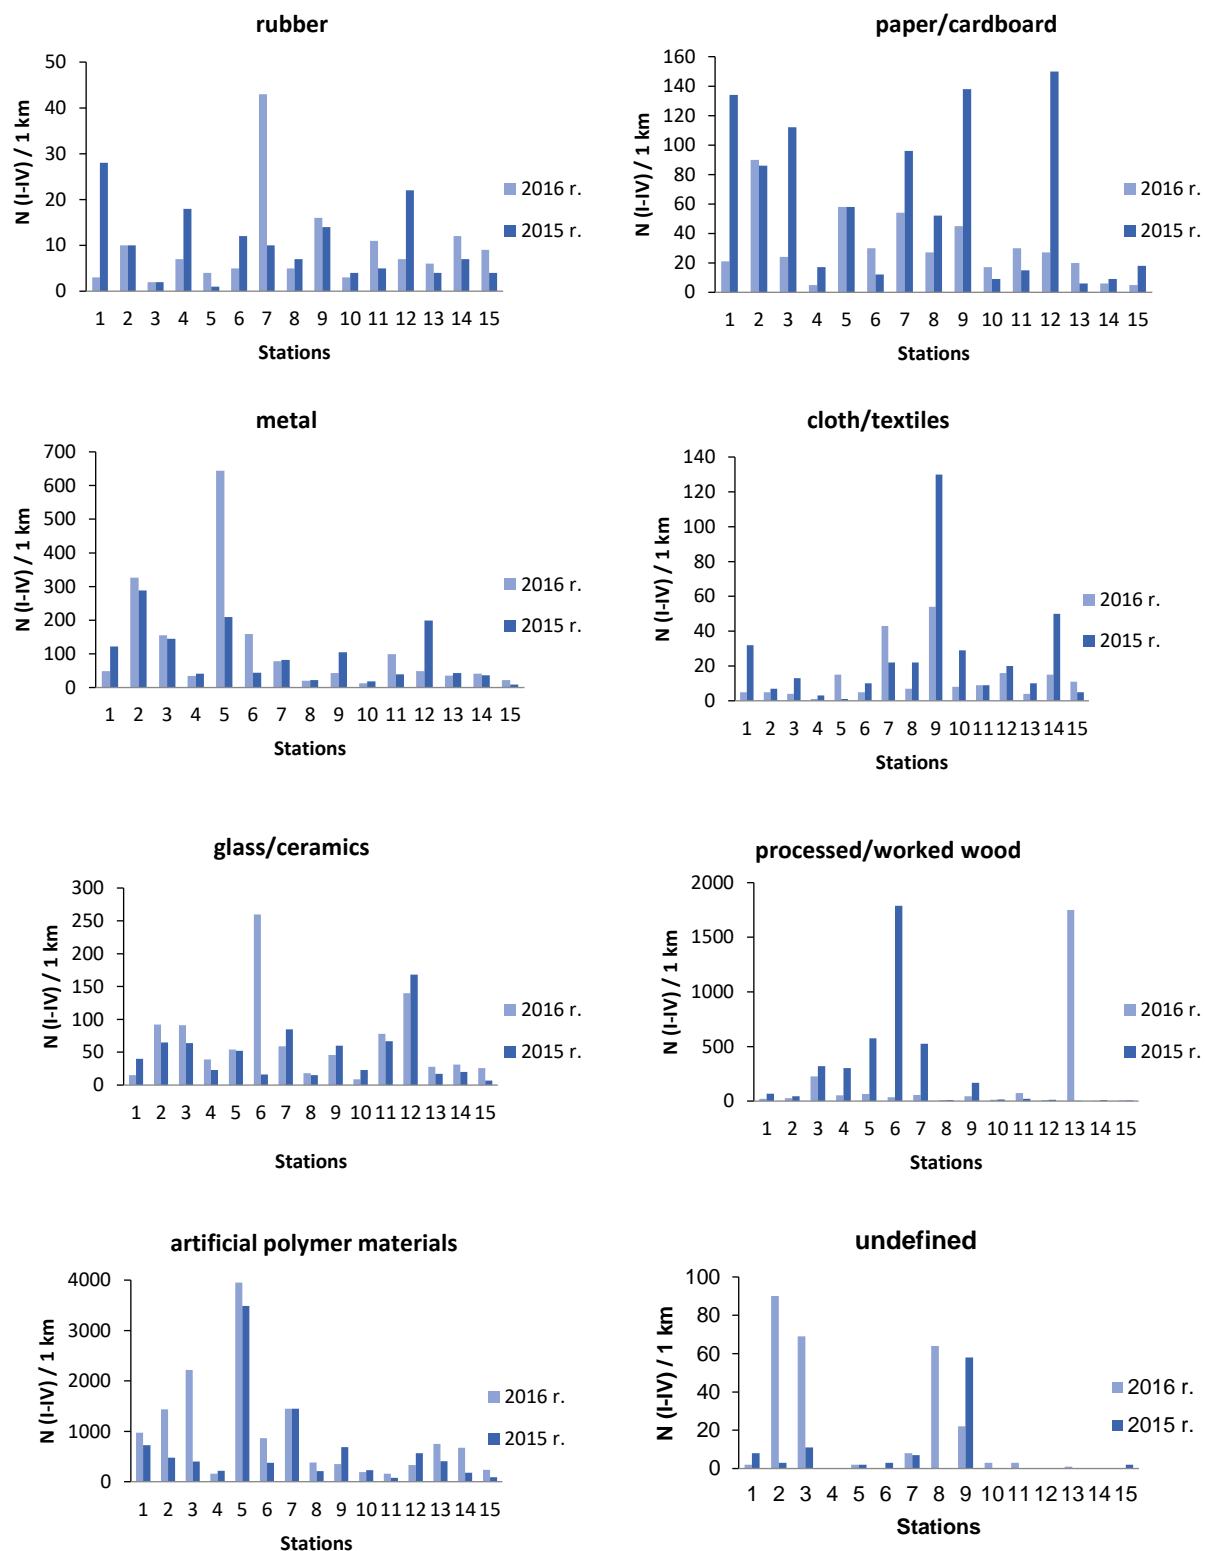 rubber
50
40
30
20
10
0
N (I-IV) / 1 km
1 2 3 4 5 6 7 8 9 10 11 12 13 14 15
Stations
2016 r.
2015 r.
paper/cardboard
160
140
120
100
80
60
40
20
0
N (I-IV) / 1 km
1 2 3 4 5 6 7 8 9 10 11 12 13 14 15
Stations
2016 r.
2015 r.
metal
700
600
500
400
300
200
100
0
N (I-IV) / 1 km
1 2 3 4 5 6 7 8 9 10 11 12 13 14 15
Stations
2016 r.
2015 r.
cloth/textiles
140
120
100
80
60
40
20
0
N (I-IV) / 1 km
1 2 3 4 5 6 7 8 9 10 11 12 13 14 15
Stations
2016 r.
2015 r.
glass/ceramics
300
250
200
150
100
50
0
N (I-IV) / 1 km
1 2 3 4 5 6 7 8 9 10 11 12 13 14 15
Stations
2016 r.
2015 r.
processed/worked wood
2000
1500
1000
500
0
N (I-IV) / 1 km
1 2 3 4 5 6 7 8 9 10 11 12 13 14 15
Stations
2016 r.
2015 r.
artificial polymer materials
4000
3000
2000
1000
0
N (I-IV) / 1 km
1 2 3 4 5 6 7 8 9 10 11 12 13 14 15
Stations
2016 r.
2015 r.
undefined
100
80
60
40
20
0
N (I-IV) / 1 km
1 2 3 4 5 6 7 8 9 10 11 12 13 14 15
Stations
2016 r.
2015 r.